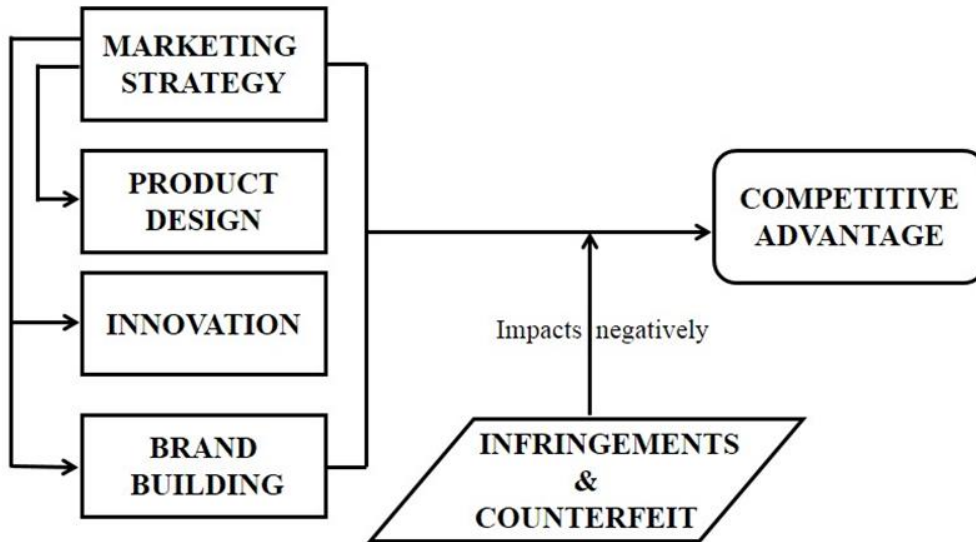 MARKETING
STRATEGY
PRODUCT
DESIGN
INNOVATION
BRAND
BUILDING
COMPETITIVE
ADVANTAGE
Impacts negatively
INFRINGEMENTS
&
COUNTERFEIT